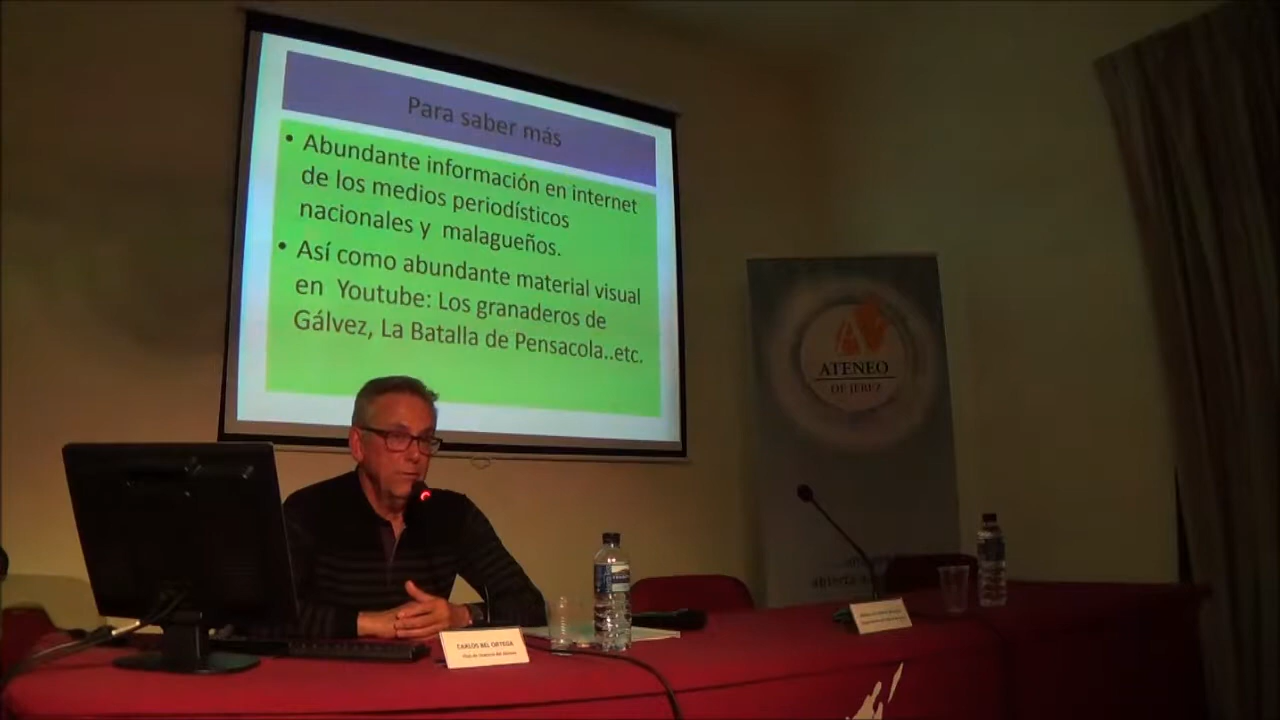 Para saber más
• Abundante información en internet
de los medios periodísticos
nacionales y malagueños.
• Así como abundante material visual
en Youtube: Los granaderos de
Gálvez, La Batalla de Pensacola..etc.
ATENEO
DE JEREZ
abierta a
CARLOS BEL ORTEGA